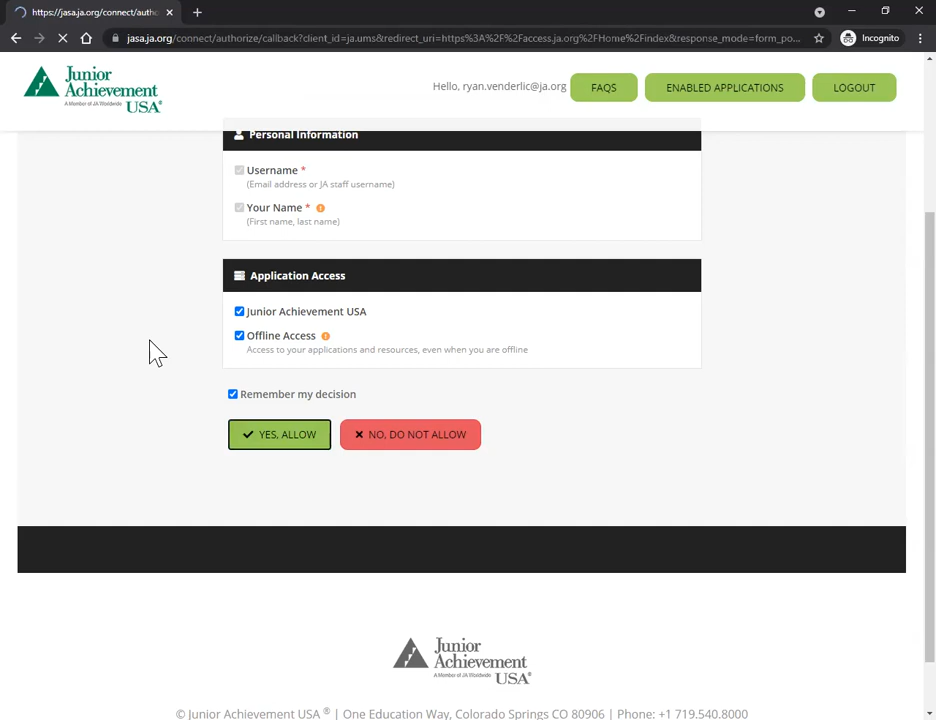 https://jasa.ja.org/connect/autho
Incognito
jasa.ja.org/connect/authorize/callback?client_id=ja.ums&redirect_uri=https%3A%2F%2Faccess.ja.org%2FHome%2Findex&response_mode=form_po...
Junior
Achievement
A Member of JA Worldwide
USA®
Hello, ryan.venderlic@ja.org
FAQS
ENABLED APPLICATIONS
LOGOUT
Personal Information
Username *
(Email address or JA staff username)
Your Name *
(First name, last name)
Application Access
Junior Achievement USA
Offline Access
Access to your applications and resources, even when you are offline
Remember my decision
YES, ALLOW
NO, DO NOT ALLOW
Junior
Achievement
A Member of JA Worldwide
USA®
© Junior Achievement USA ® | One Education Way, Colorado Springs CO 80906 | Phone: +1 719.540.8000